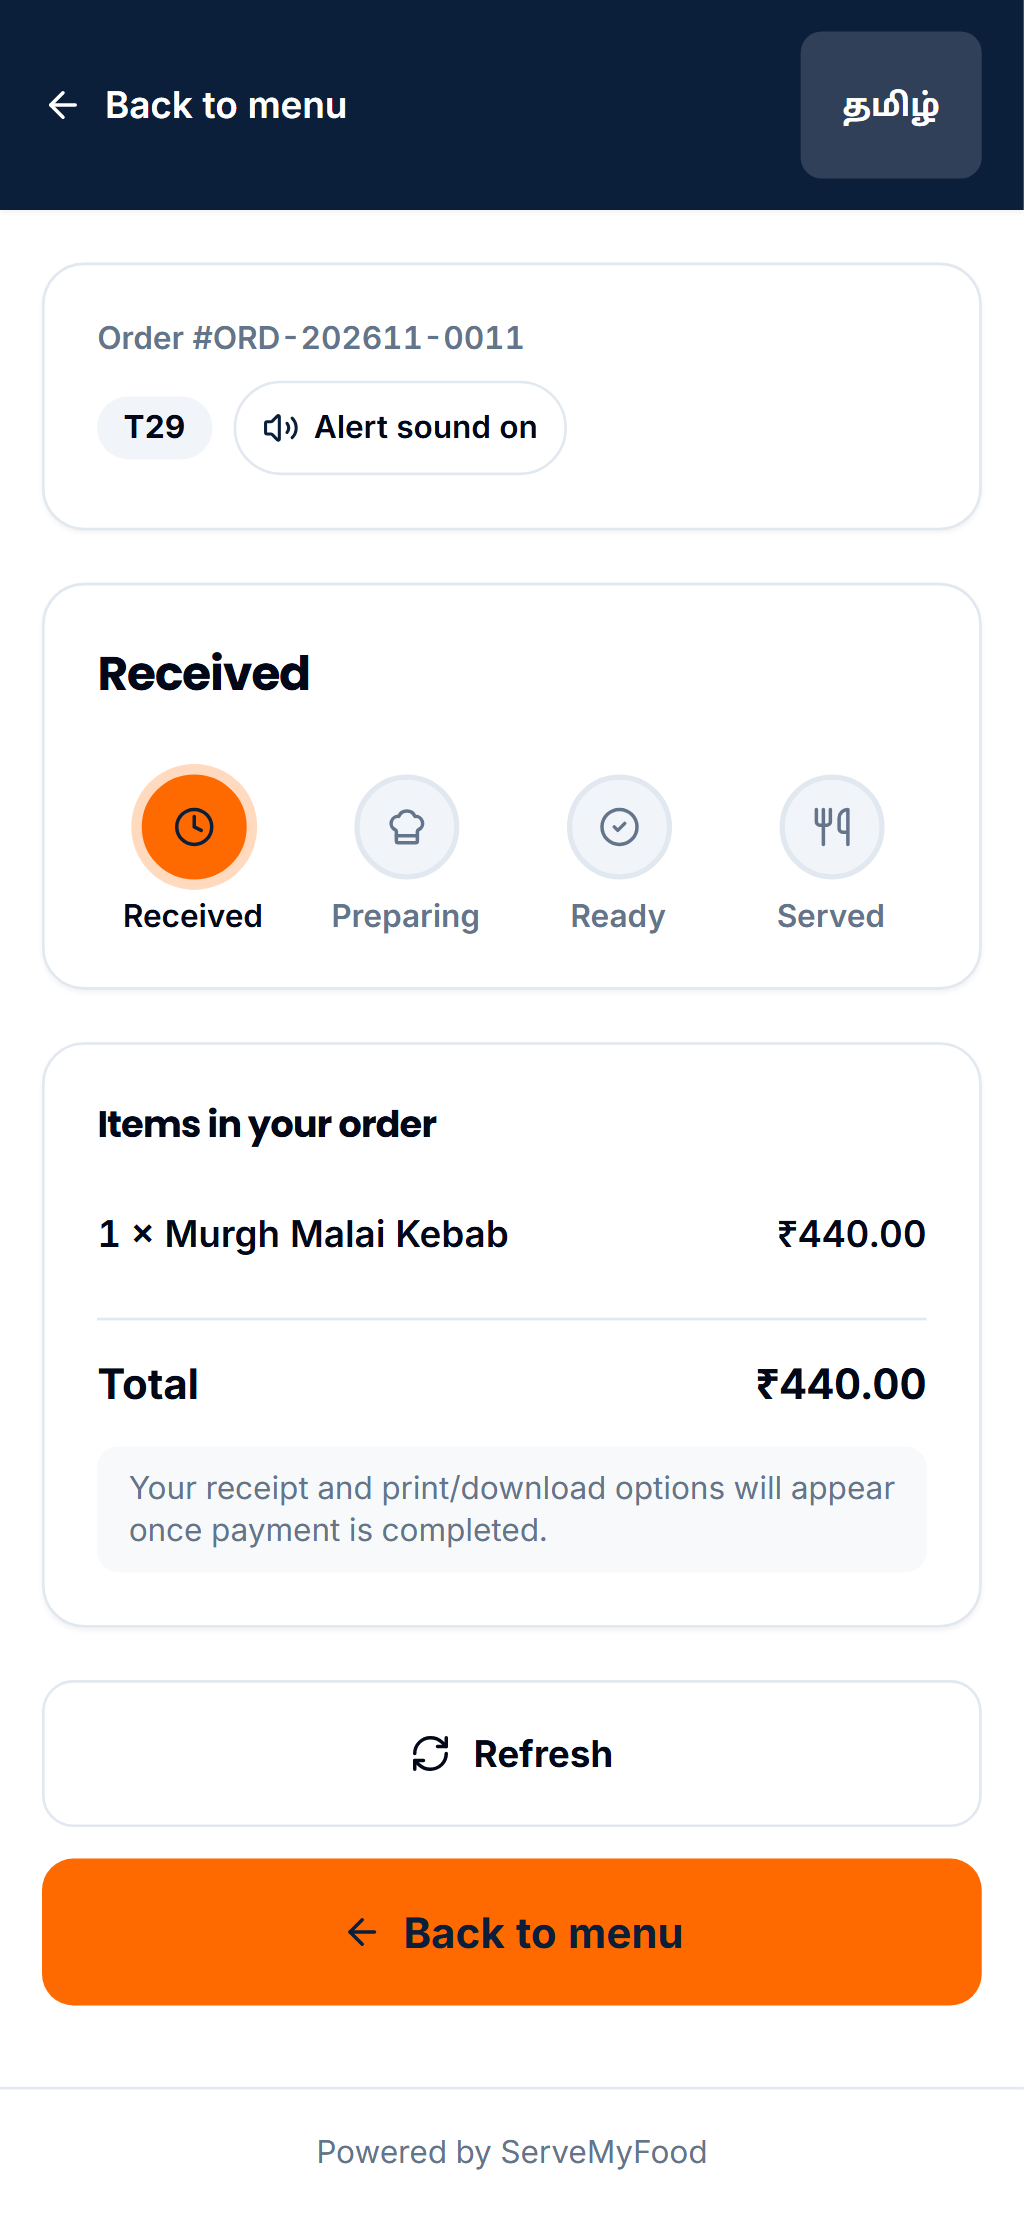 Back to menu
தமிழ்
Order #ORD-202611-0011
T29
Alert sound on
Received
Received
Preparing
Ready
Served
Items in your order
1 × Murgh Malai Kebab ₹440.00
Total ₹440.00
Your receipt and print/download options will appear
once payment is completed.
Refresh
Back to menu
Powered by ServeMyFood